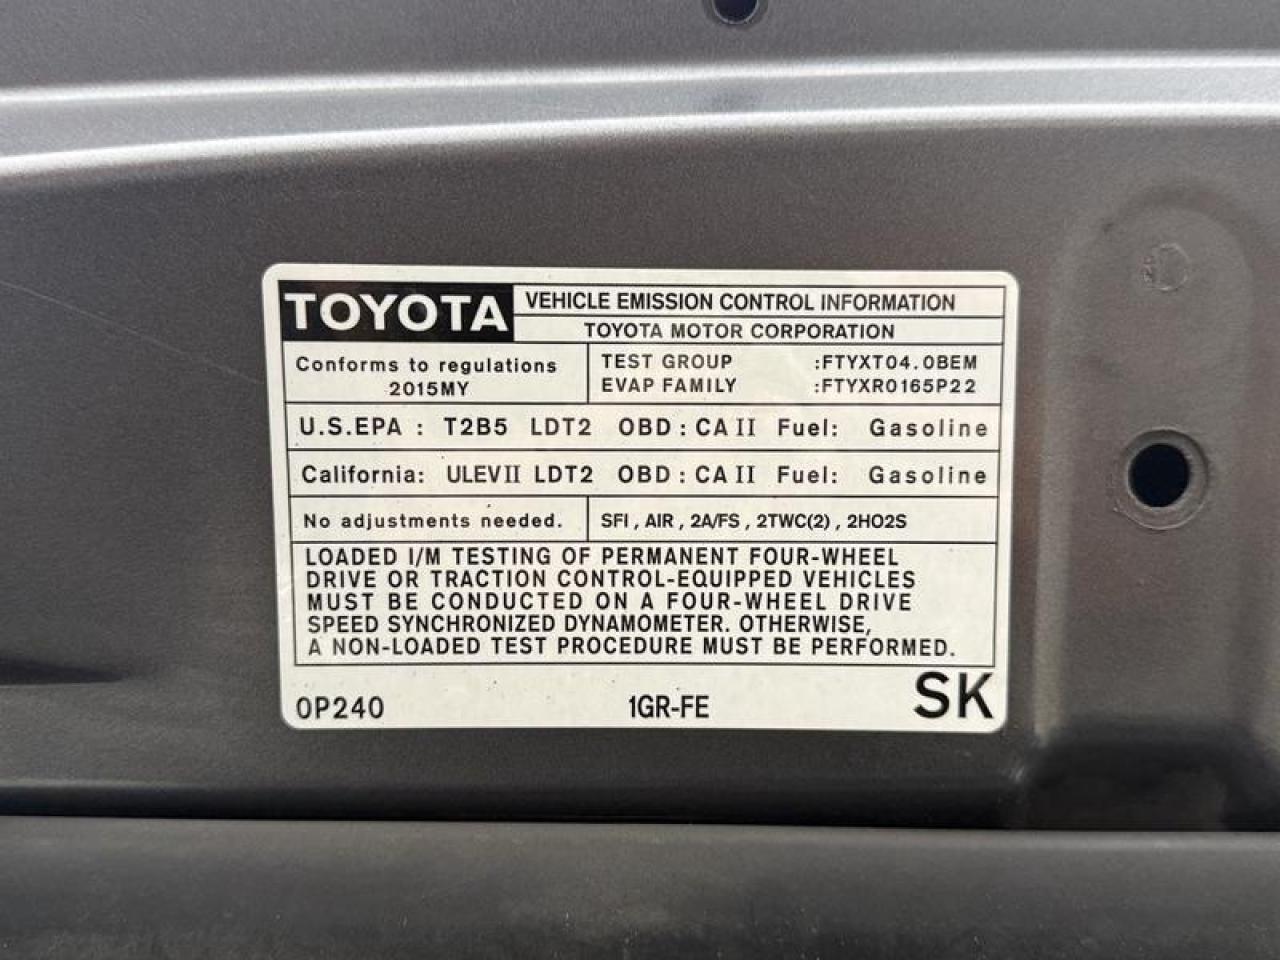 TOYOTA
VEHICLE EMISSION CONTROL INFORMATION
TOYOTA MOTOR CORPORATION
Conforms to regulations
2015MY
TEST GROUP :FTYXT04.0BEM
EVAP FAMILY :FTYXR0165P22
U.S.EPA : T2B5 LDT2 OBD : CA II Fuel: Gasoline
California: ULEV II LDT2 OBD : CA II Fuel: Gasoline
No adjustments needed.
SFI , AIR , 2A/FS , 2TWC(2) , 2HO2S
LOADED I/M TESTING OF PERMANENT FOUR-WHEEL
DRIVE OR TRACTION CONTROL-EQUIPPED VEHICLES
MUST BE CONDUCTED ON A FOUR-WHEEL DRIVE
SPEED SYNCHRONIZED DYNAMOMETER. OTHERWISE,
A NON-LOADED TEST PROCEDURE MUST BE PERFORMED.
0P240 1GR-FE SK